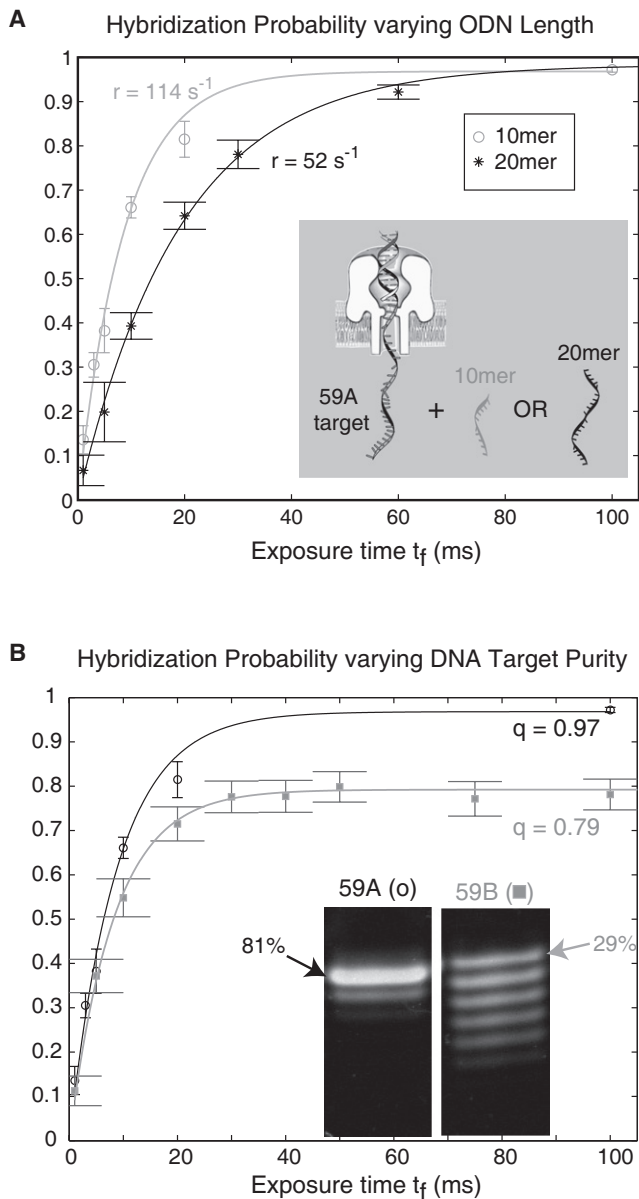 A
Hybridization Probability varying ODN Length
1
0.9
0.8
0.7
0.6
0.5
0.4
0.3
0.2
0.1
0
r = 114 s-1
r = 52 s-1
10mer
20mer
59A
target
+
10mer
OR
20mer
0 20 40 60 80 100
Exposure time tf (ms)
B
Hybridization Probability varying DNA Target Purity
1
0.9
0.8
0.7
0.6
0.5
0.4
0.3
0.2
0.1
0
q = 0.97
q = 0.79
59A (o)
59B (■)
81%
29%
0 20 40 60 80 100
Exposure time tf (ms)